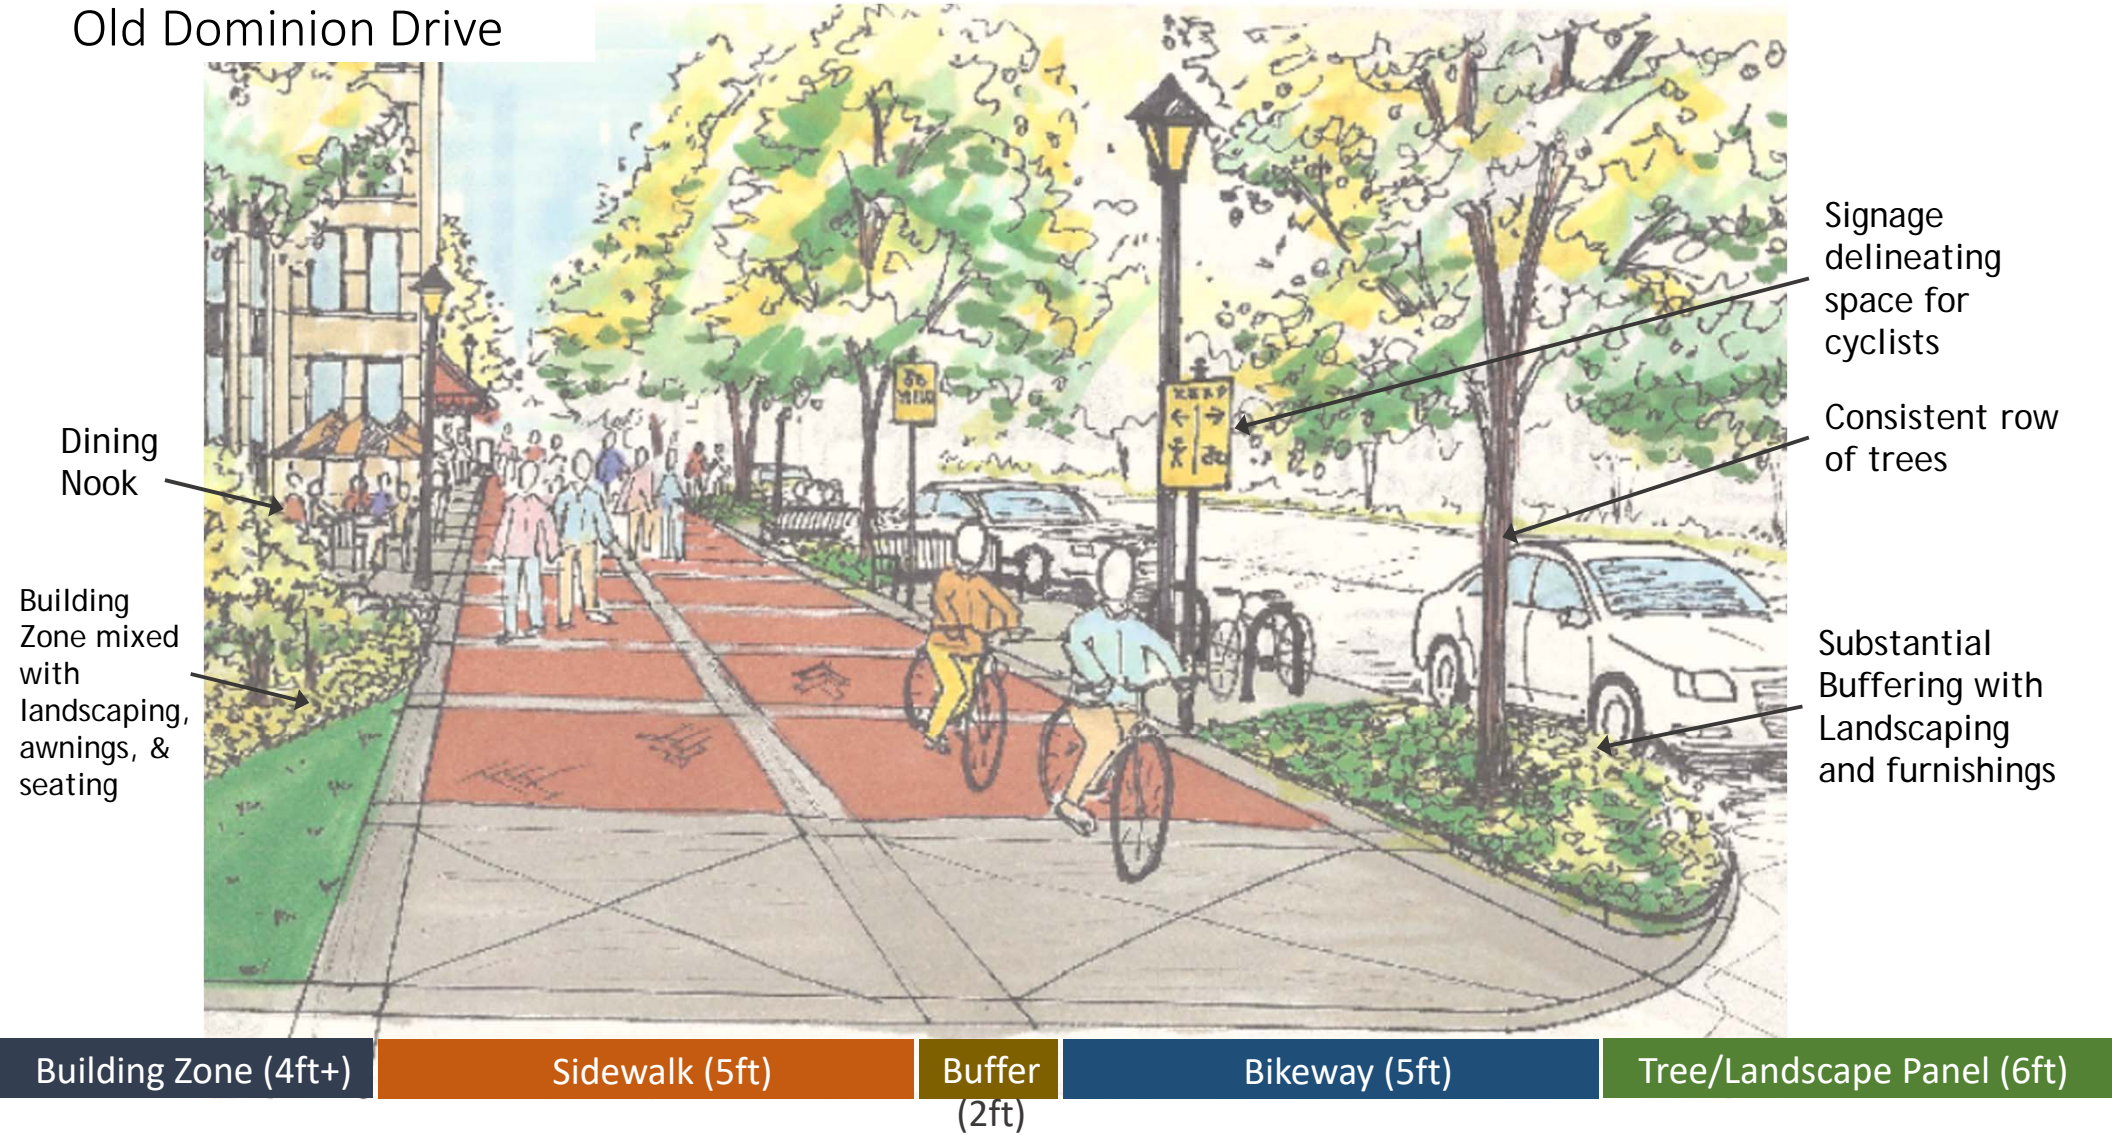 Old Dominion Drive
Signage
delineating
space for
cyclists
Consistent row
of trees
Dining
Nook
Building
Zone mixed
with
landscaping,
awnings, &
seating
Substantial
Buffering with
Landscaping
and furnishings
KEEP
Building Zone (4ft+)
Sidewalk (5ft)
Buffer
(2ft)
Bikeway (5ft)
Tree/Landscape Panel (6ft)